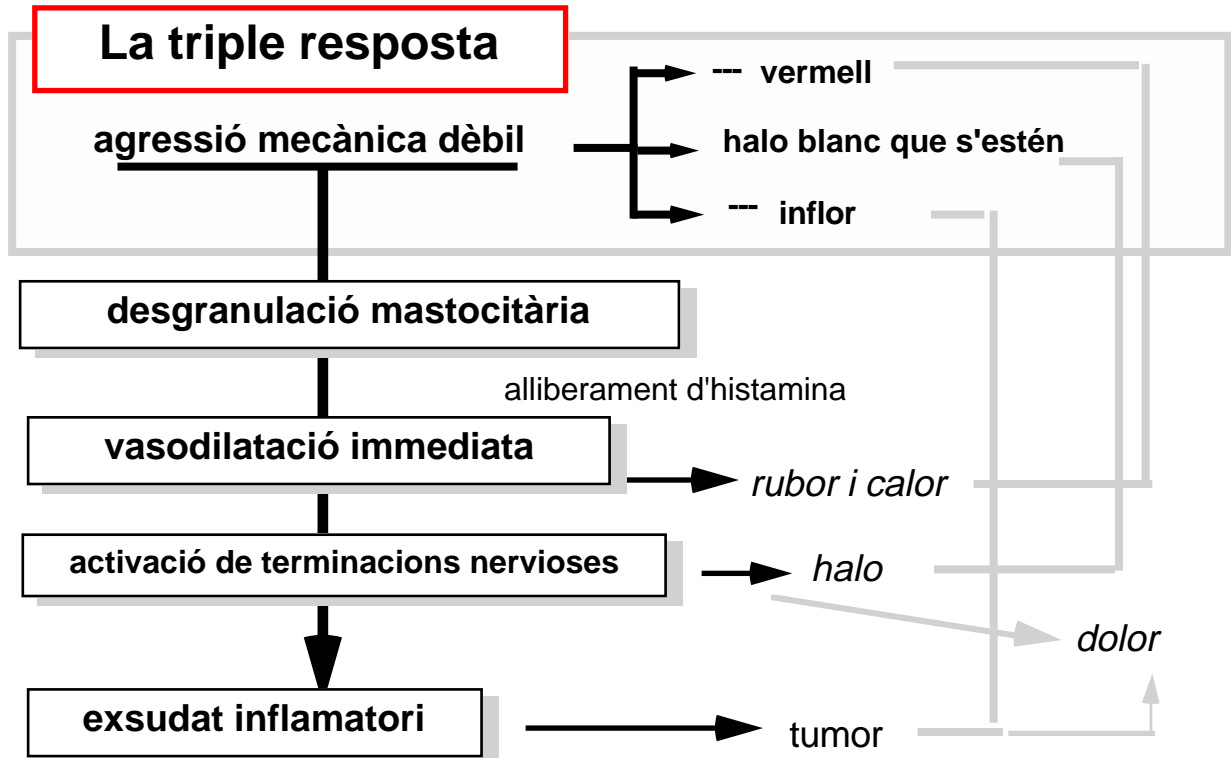 La triple resposta
--- vermell
agressió mecànica dèbil
halo blanc que s'estén
--- inflor
desgranulació mastocitària
alliberament d'histamina
vasodilatació immediata
rubor i calor
activació de terminacions nervioses
halo
dolor
exsudat inflamatori
tumor